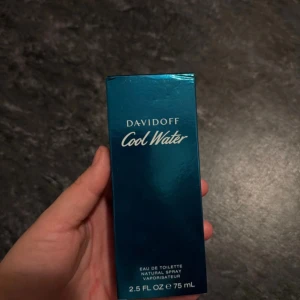 DAVIDOFF
Cool Water
EAU DE TOILETTE
NATURAL SPRAY
VAPORISATEUR
2.5 FL OZ ℮ 75 mL